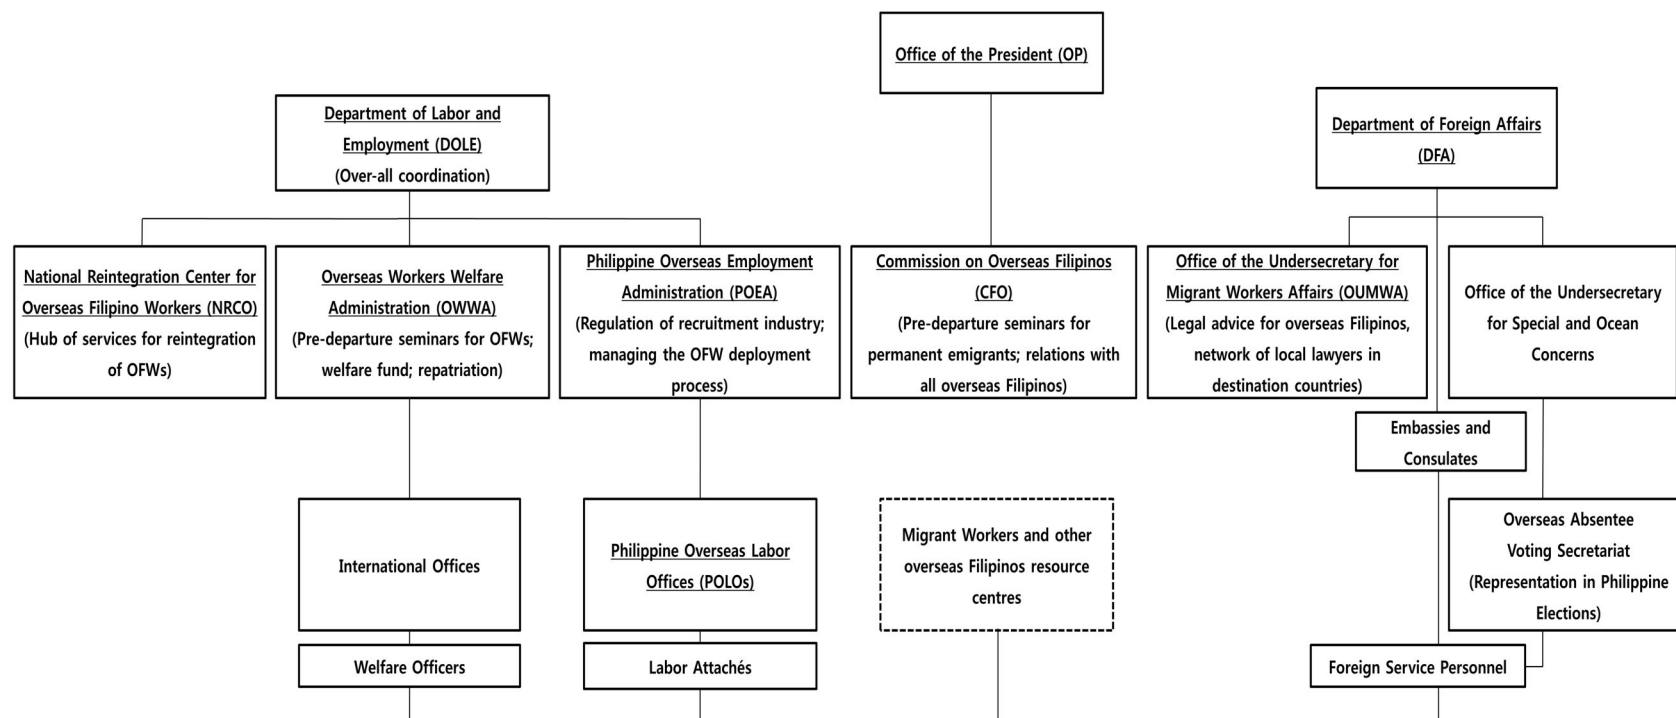 Office of the President (OP)
Department of Labor and
Employment (DOLE)
(Over-all coordination)
Department of Foreign Affairs
(DFA)
National Reintegration Center for
Overseas Filipino Workers (NRCO)
(Hub of services for reintegration
of OFWs)
Overseas Workers Welfare
Administration (OWWA)
(Pre-departure seminars for OFWs;
welfare fund; repatriation)
Philippine Overseas Employment
Administration (POEA)
(Regulation of recruitment industry;
managing the OFW deployment
process)
Commission on Overseas Filipinos
(CFO)
(Pre-departure seminars for
permanent emigrants; relations with
all overseas Filipinos)
Office of the Undersecretary for
Migrant Workers Affairs (OUMWA)
(Legal advice for overseas Filipinos,
network of local lawyers in
destination countries)
Office of the Undersecretary
for Special and Ocean
Concerns
Embassies and
Consulates
International Offices
Philippine Overseas Labor
Offices (POLOs)
Migrant Workers and other
overseas Filipinos resource
centres
Overseas Absentee
Voting Secretariat
(Representation in Philippine
Elections)
Welfare Officers
Labor Attachés
Foreign Service Personnel